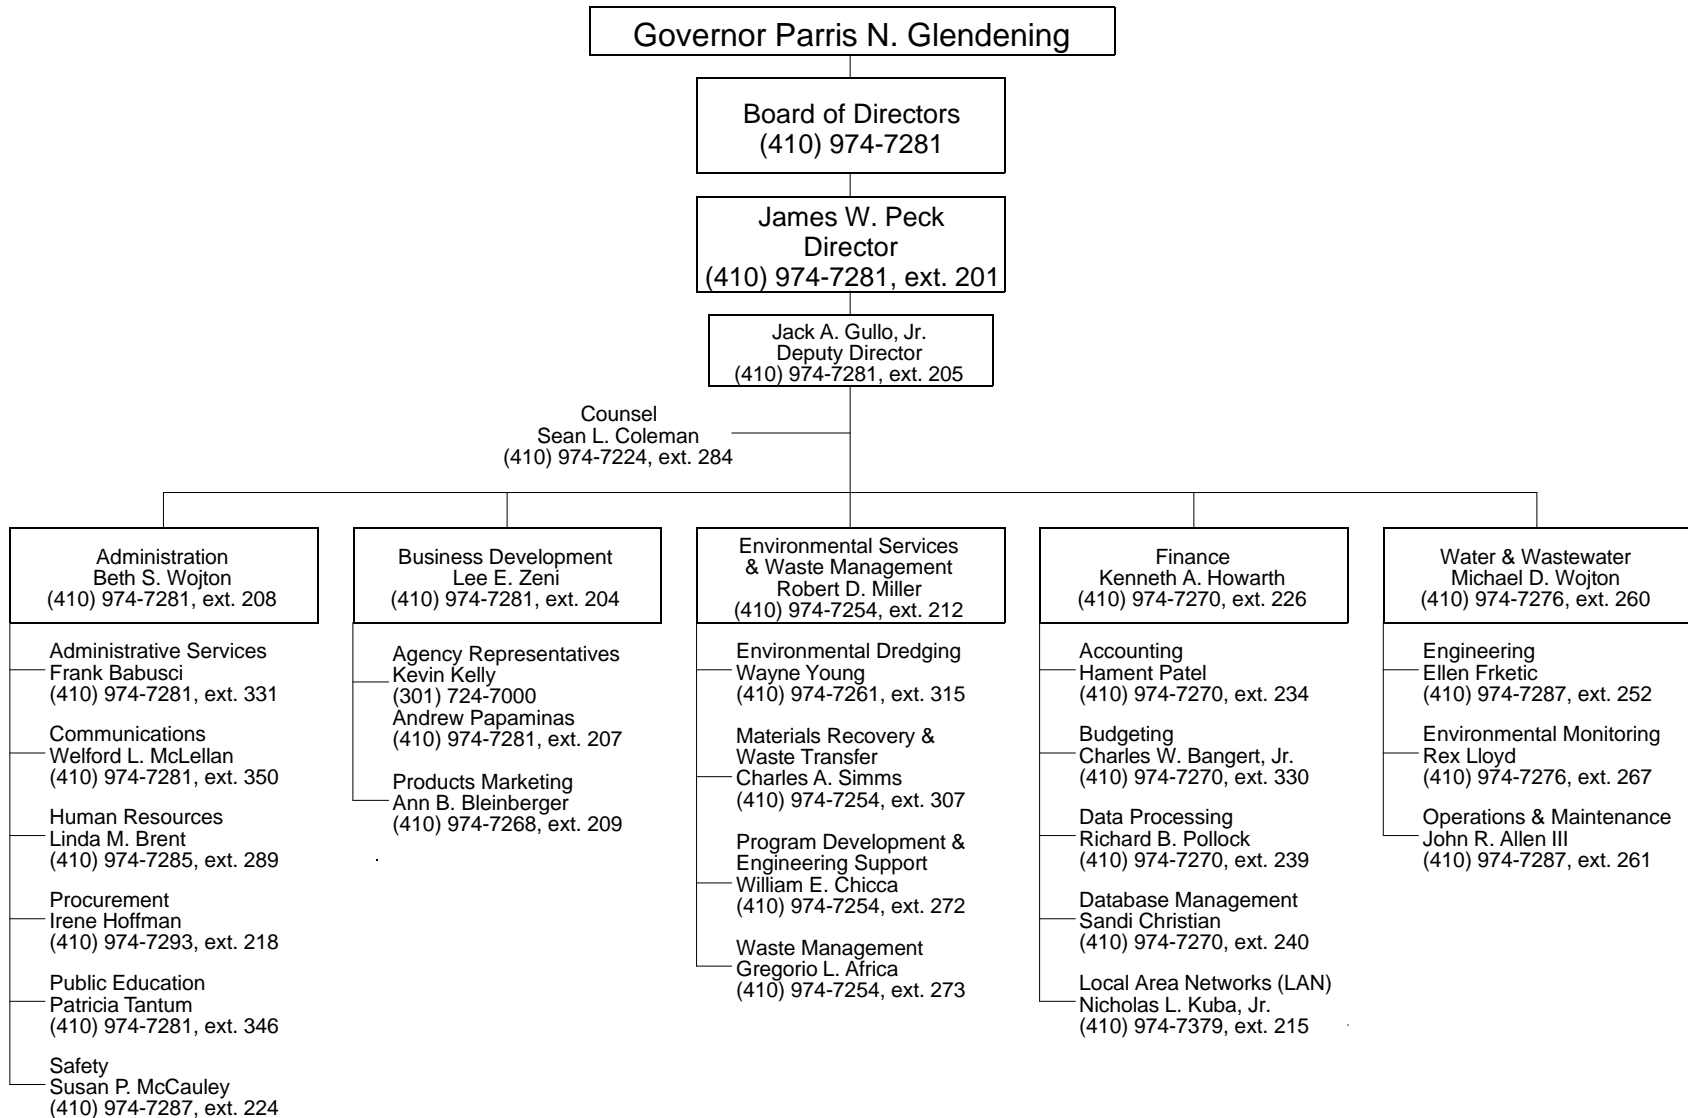 Governor Parris N. Glendening
Board of Directors
(410) 974-7281
James W. Peck
Director
(410) 974-7281, ext. 201
Jack A. Gullo, Jr.
Deputy Director
(410) 974-7281, ext. 205
Counsel
Sean L. Coleman
(410) 974-7224, ext. 284
Administration
Beth S. Wojton
(410) 974-7281, ext. 208
Administrative Services
Frank Babusci
(410) 974-7281, ext. 331
Communications
Welford L. McLellan
(410) 974-7281, ext. 350
Human Resources
Linda M. Brent
(410) 974-7285, ext. 289
Procurement
Irene Hoffman
(410) 974-7293, ext. 218
Public Education
Patricia Tantum
(410) 974-7281, ext. 346
Safety
Susan P. McCauley
(410) 974-7287, ext. 224
Business Development
Lee E. Zeni
(410) 974-7281, ext. 204
Agency Representatives
Kevin Kelly
(301) 724-7000
Andrew Papaminas
(410) 974-7281, ext. 207
Products Marketing
Ann B. Bleinberger
(410) 974-7268, ext. 209
Environmental Services
& Waste Management
Robert D. Miller
(410) 974-7254, ext. 212
Environmental Dredging
Wayne Young
(410) 974-7261, ext. 315
Materials Recovery &
Waste Transfer
Charles A. Simms
(410) 974-7254, ext. 307
Program Development &
Engineering Support
William E. Chicca
(410) 974-7254, ext. 272
Waste Management
Gregorio L. Africa
(410) 974-7254, ext. 273
Finance
Kenneth A. Howarth
(410) 974-7270, ext. 226
Accounting
Hament Patel
(410) 974-7270, ext. 234
Budgeting
Charles W. Bangert, Jr.
(410) 974-7270, ext. 330
Data Processing
Richard B. Pollock
(410) 974-7270, ext. 239
Database Management
Sandi Christian
(410) 974-7270, ext. 240
Local Area Networks (LAN)
Nicholas L. Kuba, Jr.
(410) 974-7379, ext. 215
Water & Wastewater
Michael D. Wojton
(410) 974-7276, ext. 260
Engineering
Ellen Frketic
(410) 974-7287, ext. 252
Environmental Monitoring
Rex Lloyd
(410) 974-7276, ext. 267
Operations & Maintenance
John R. Allen III
(410) 974-7287, ext. 261